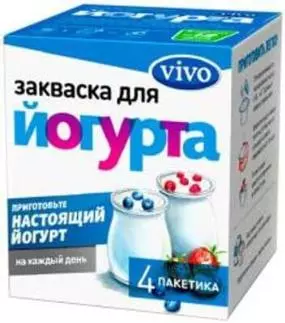 vivo
закваска для
йогурта
ПРИГОТОВЬТЕ
НАСТОЯЩИЙ
ЙОГУРТ
на каждый день
4 ПАКЕТИКА